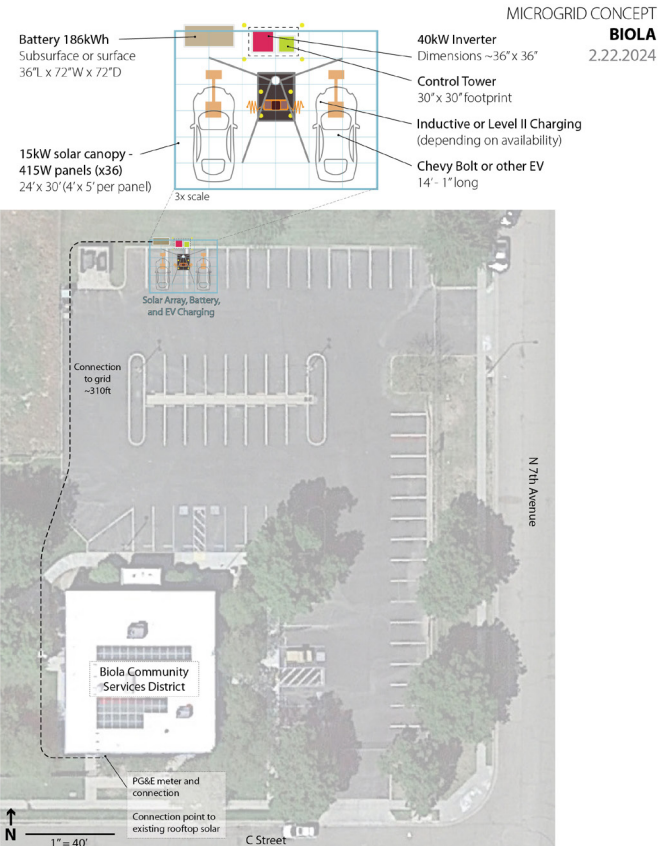 MICROGRID CONCEPT
BIOLA
2.22.2024
Battery 186kWh
Subsurface or surface
36"L x 72"W x 72"D
40kW Inverter
Dimensions ~36" x 36"
Control Tower
30" x 30" footprint
Inductive or Level II Charging
(depending on availability)
Chevy Bolt or other EV
14' - 1" long
15kW solar canopy -
415W panels (x36)
24' x 30' (4' x 5' per panel)
3x scale
Solar Array, Battery,
and EV Charging
Connection
to grid
~310ft
N 7th Avenue
Biola Community
Services District
PG&E meter and
connection
Connection point to
existing rooftop solar
N
1" = 40'
C Street